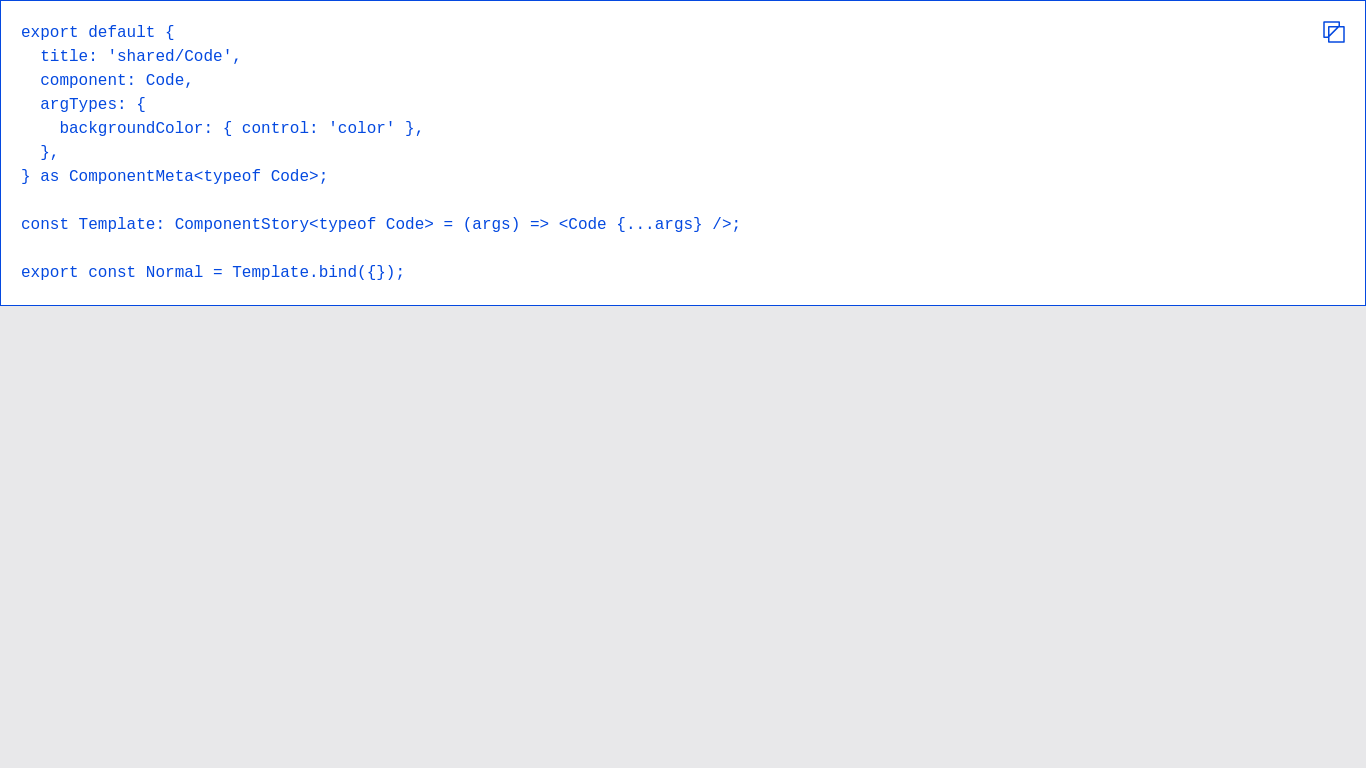 export default {
  title: 'shared/Code',
  component: Code,
  argTypes: {
    backgroundColor: { control: 'color' },
  },
} as ComponentMeta<typeof Code>;

const Template: ComponentStory<typeof Code> = (args) => <Code {...args} />;

export const Normal = Template.bind({});